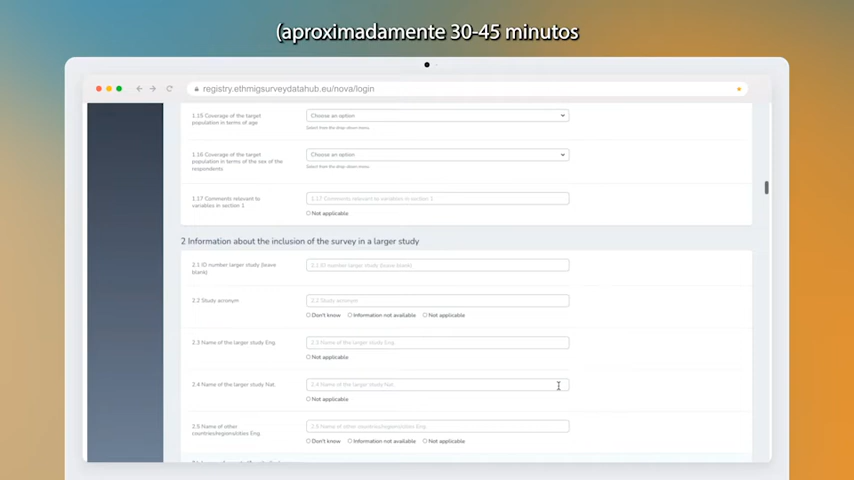 (aproximadamente 30-45 minutos
registry.ethmigsurveydatahub.eu/nova/login
1.15 Coverage of the target
population in terms of age
Choose an option
Select from the drop-down menu.
1.16 Coverage of the target
population in terms of the sex of the
respondents
Choose an option
Select from the drop-down menu.
1.17 Comments relevant to
variables in section 1
1.17 Comments relevant to variables in section 1
Not applicable
2 Information about the inclusion of the survey in a larger study
2.1 ID number larger study (leave
blank)
2.1 ID number larger study (leave blank)
2.2 Study acronym
2.2 Study acronym
Don't know Information not available Not applicable
2.3 Name of the larger study Eng
2.3 Name of the larger study Eng
Not applicable
2.4 Name of the larger study Nat.
2.4 Name of the larger study Nat.
Not applicable
2.5 Name of other
countries/regions/cities Eng
2.5 Name of other countries/regions/cities Eng
Don't know Information not available Not applicable